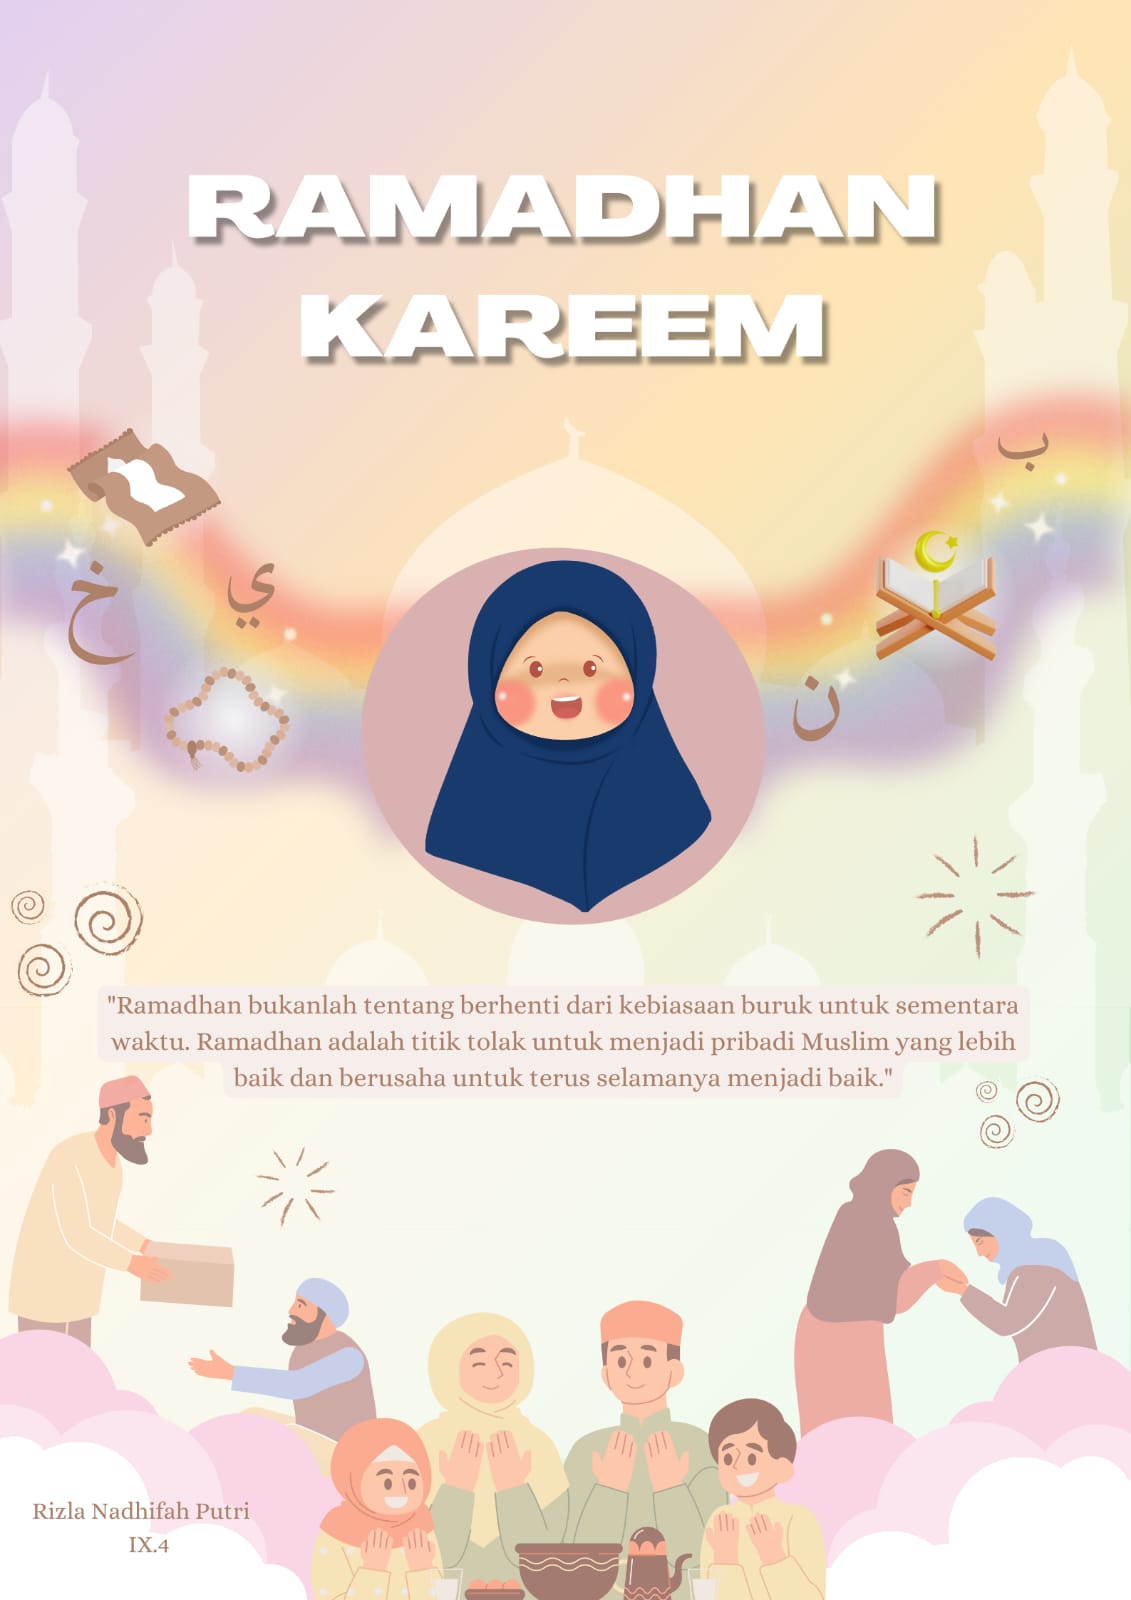 RAMADHAN
KAREEM
ب
خ
ي
ن
"Ramadhan bukanlah tentang berhenti dari kebiasaan buruk untuk sementara
waktu. Ramadhan adalah titik tolak untuk menjadi pribadi Muslim yang lebih
baik dan berusaha untuk terus selamanya menjadi baik."
Rizla Nadhifah Putri
IX.4